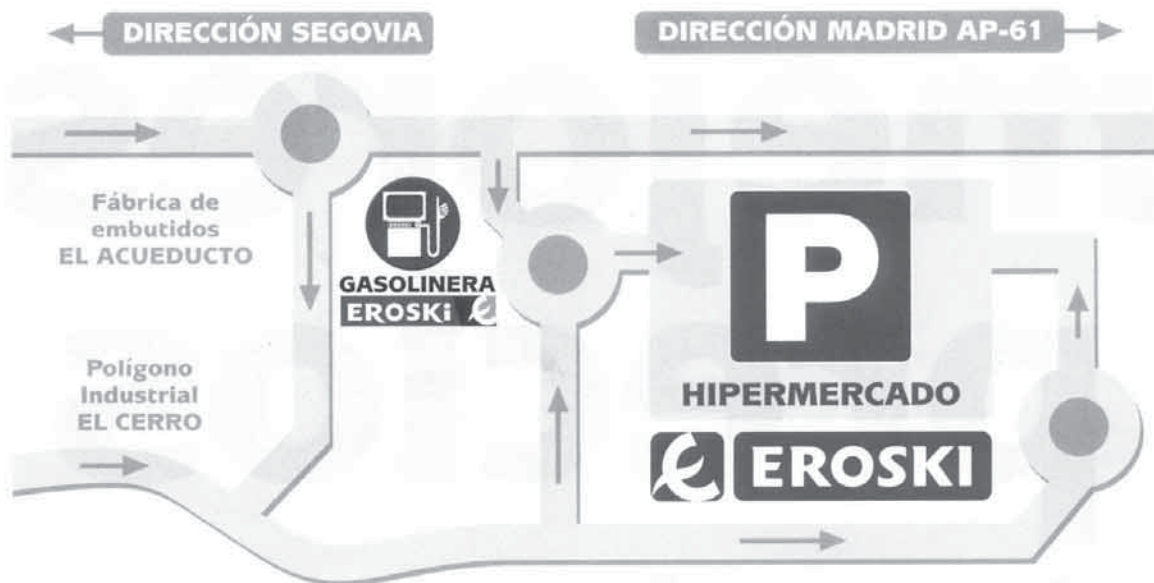 DIRECCIÓN SEGOVIA
DIRECCIÓN MADRID AP-61
Fábrica de
embutidos
EL ACUEDUCTO
GASOLINERA
EROSKi
P
HIPERMERCADO
EROSKI
Polígono
Industrial
EL CERRO